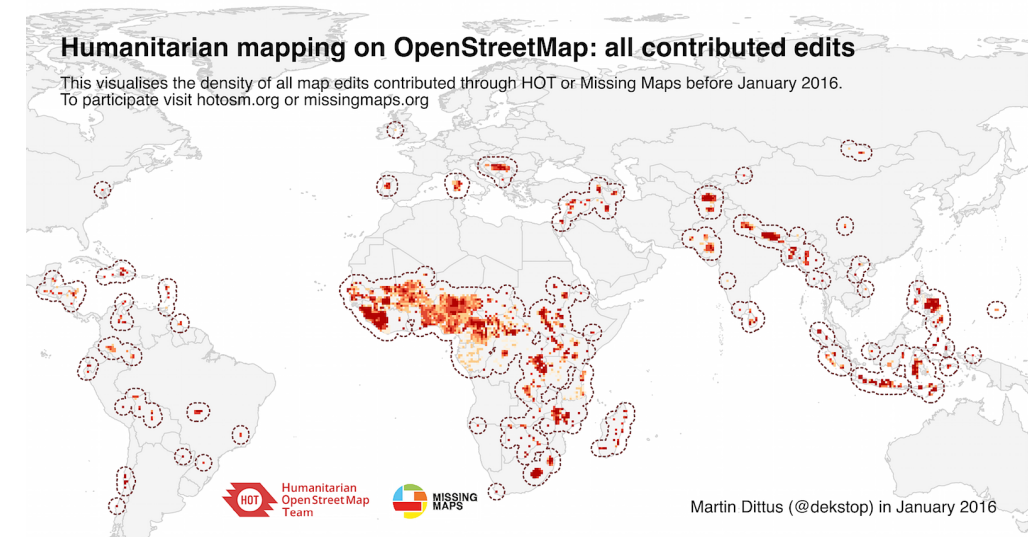 Humanitarian mapping on OpenStreetMap: all contributed edits
This visualises the density of all map edits contributed through HOT or Missing Maps before January 2016.
To participate visit hotosm.org or missingmaps.org
HOT
Humanitarian
OpenStreetMap
Team
MISSING
MAPS
Martin Dittus (@dekstop) in January 2016